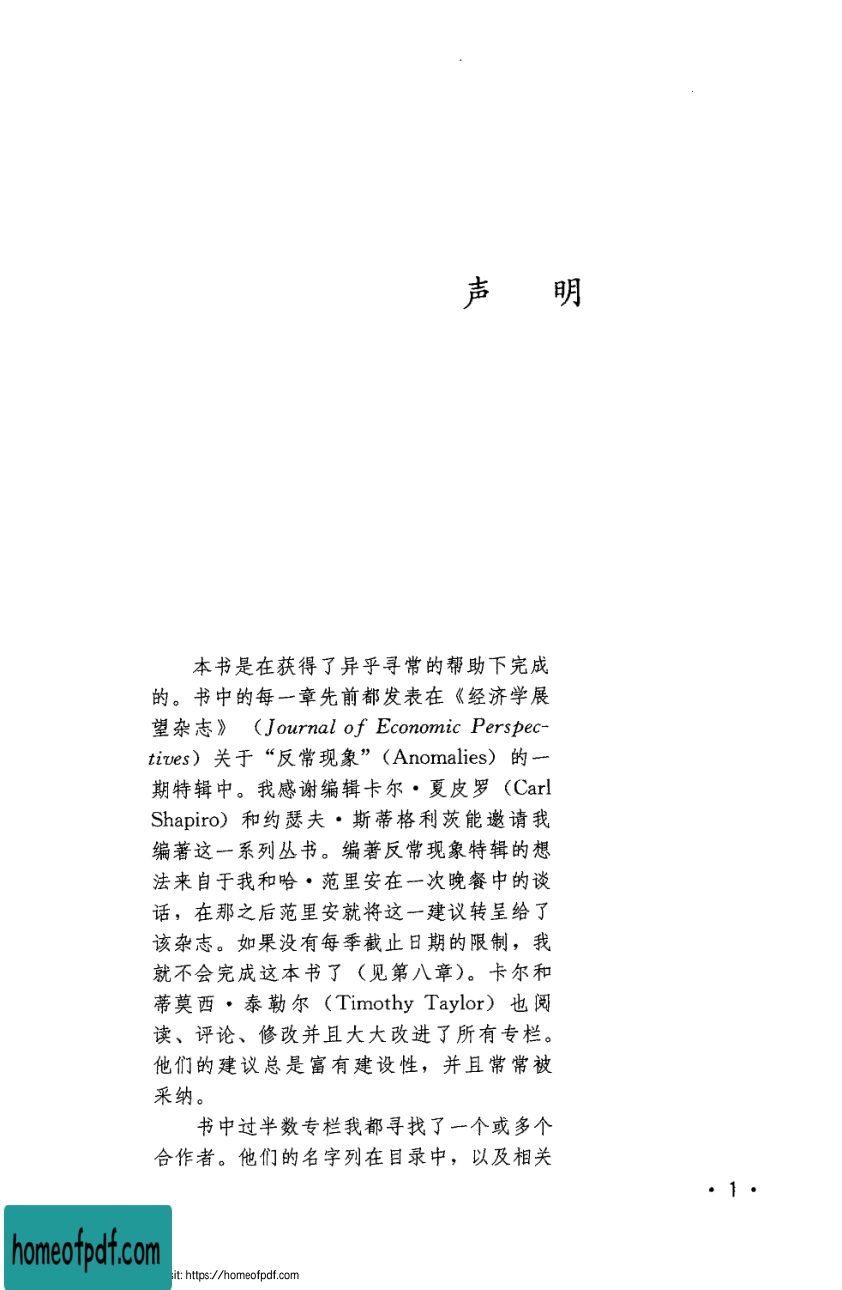 声 明
本书是在获得了异乎寻常的帮助下完成
的。书中的每一章先前都发表在《经济学展
望杂志》（Journal of Economic Perspec-
tives）关于“反常现象”（Anomalies）的一
期特辑中。我感谢编辑卡尔·夏皮罗（Carl
Shapiro）和约瑟夫·斯蒂格利茨能邀请我
编著这一系列丛书。编著反常现象特辑的想
法来自于我和哈·范里安在一次晚餐中的谈
话，在那之后范里安就将这一建议转呈给了
该杂志。如果没有每季截止日期的限制，我
就不会完成这本书了（见第八章）。卡尔和
蒂莫西·泰勒尔（Timothy Taylor）也阅
读、评论、修改并且大大改进了所有专栏。
他们的建议总是富有建设性，并且常常被
采纳。
书中过半数专栏我都寻找了一个或多个
合作者。他们的名字列在目录中，以及相关
· 1 ·
homeofpdf.com
sit: https://homeofpdf.com